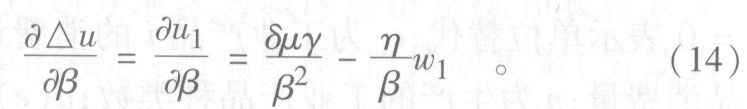 ∂△u/∂β = ∂u₁/∂β = δμγ/β² − η/β w₁ 。 (14)